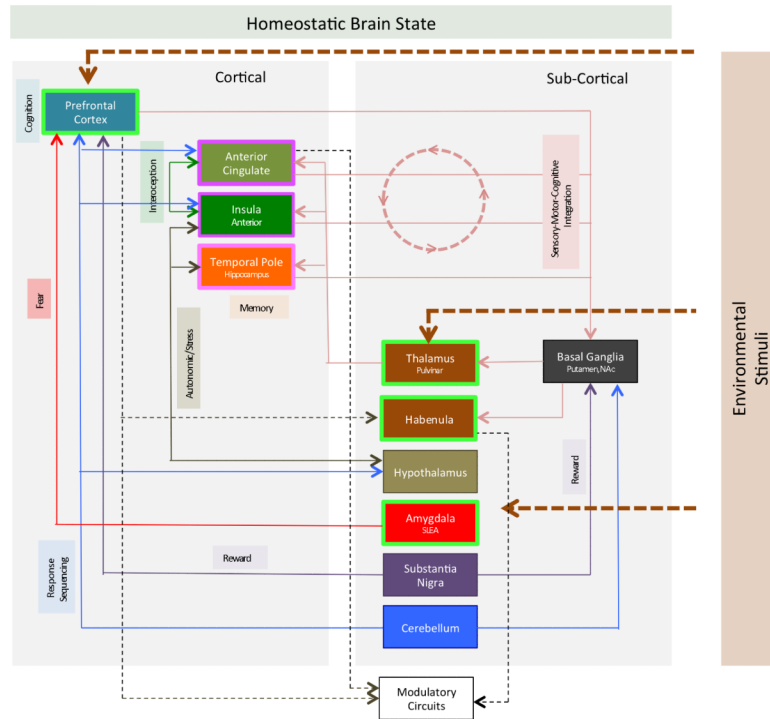 Homeostatic Brain State
Cortical
Sub-Cortical
Cognition
Prefrontal
Cortex
Interoception
Anterior
Cingulate
Insula
Anterior
Temporal Pole
Hippocampus
Memory
Sensory-Motor-Cognitive
Integration
Fear
Autonomic/Stress
Thalamus
Pulvinar
Basal Ganglia
Putamen, NAc
Environmental
Stimuli
Habenula
Hypothalamus
Reward
Amygdala
SLEA
Response
Sequencing
Reward
Substantia
Nigra
Cerebellum
Modulatory
Circuits